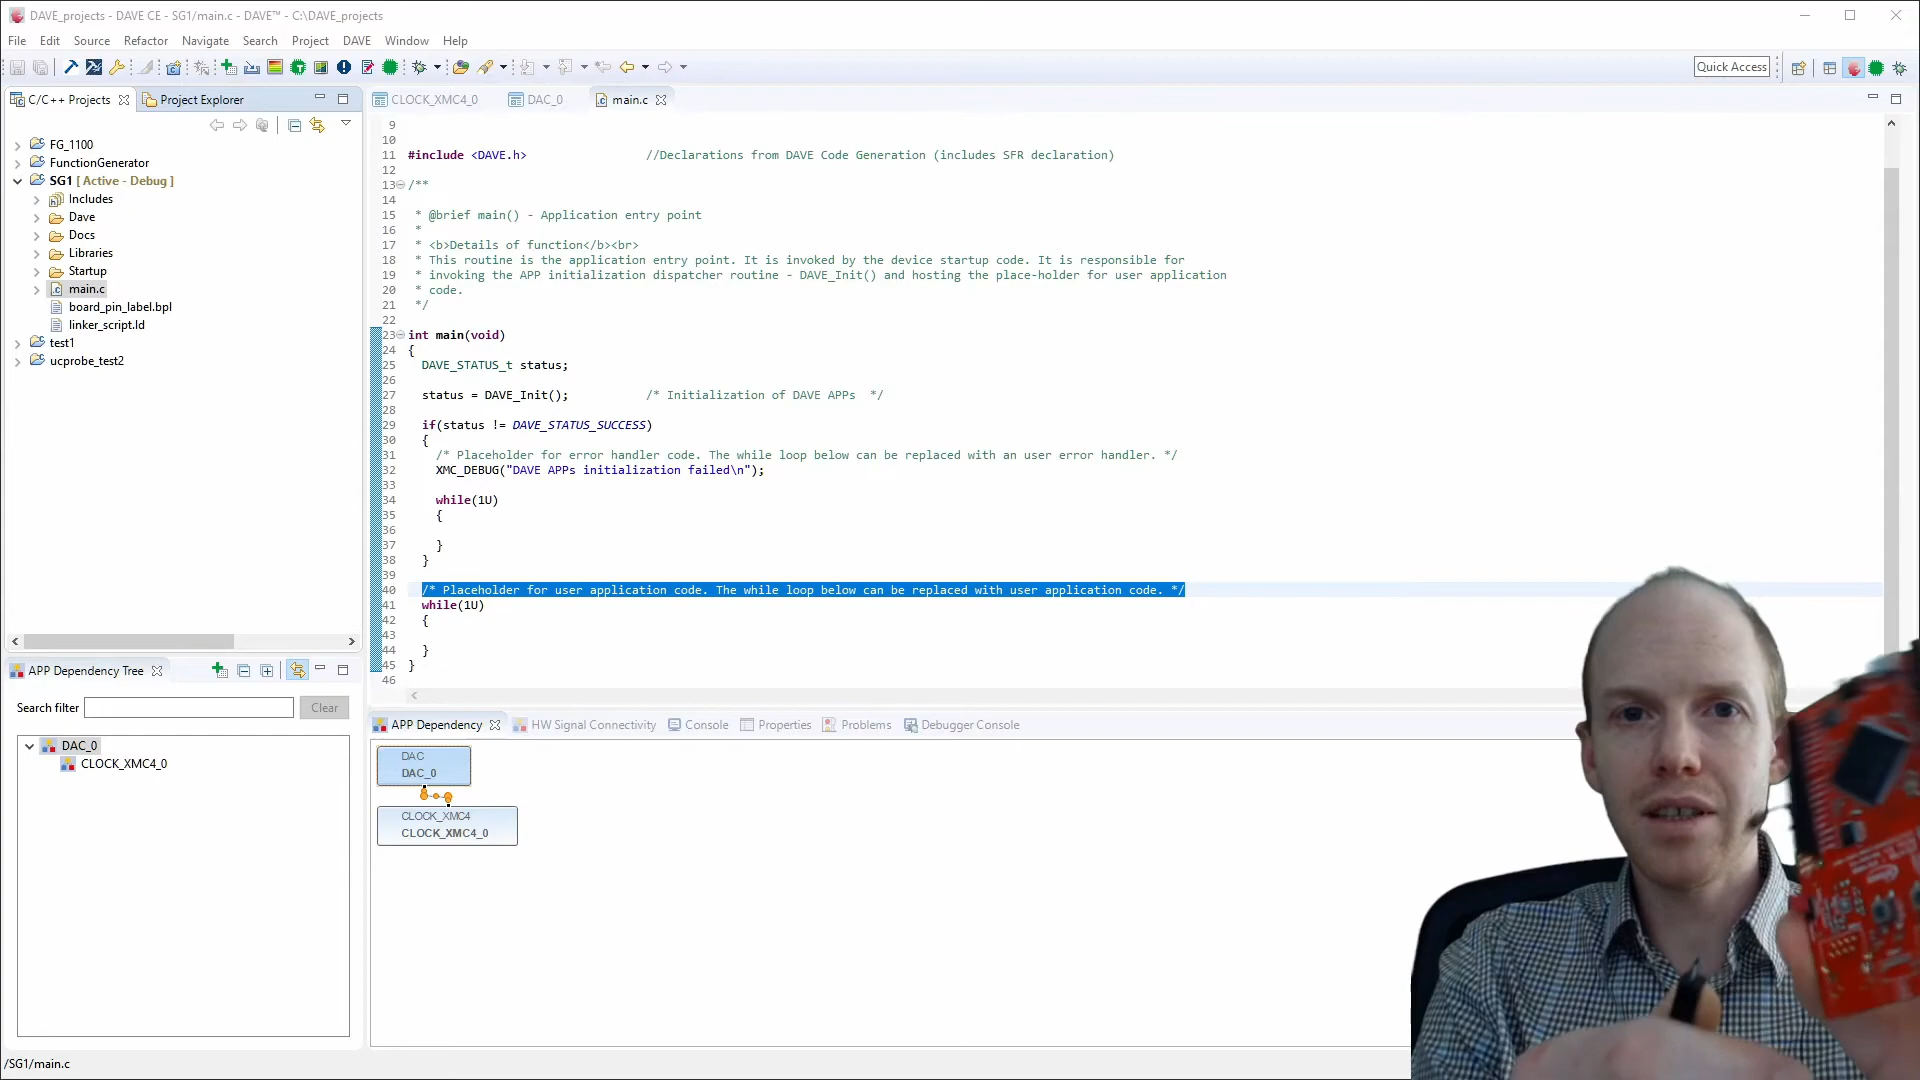 DAVE_projects - DAVE CE - SG1/main.c - DAVE™ - C:\DAVE_projects
File Edit Source Refactor Navigate Search Project DAVE Window Help
Quick Access
C/C++ Projects
Project Explorer
FG_1100
FunctionGenerator
SG1 [ Active - Debug ]
Includes
Dave
Docs
Libraries
Startup
main.c
board_pin_label.bpl
linker_script.ld
test1
ucprobe_test2
CLOCK_XMC4_0
DAC_0
main.c
9
10
11 #include <DAVE.h> //Declarations from DAVE Code Generation (includes SFR declaration)
12
13 /**
14
15 * @brief main() - Application entry point
16 *
17 * <b>Details of function</b><br>
18 * This routine is the application entry point. It is invoked by the device startup code. It is responsible for
19 * invoking the APP initialization dispatcher routine - DAVE_Init() and hosting the place-holder for user application
20 * code.
21 */
22
23 int main(void)
24 {
25 DAVE_STATUS_t status;
26
27 status = DAVE_Init(); /* Initialization of DAVE APPs */
28
29 if(status != DAVE_STATUS_SUCCESS)
30 {
31 /* Placeholder for error handler code. The while loop below can be replaced with an user error handler. */
32 XMC_DEBUG("DAVE APPs initialization failed\n");
33
34 while(1U)
35 {
36
37 }
38 }
39
40 /* Placeholder for user application code. The while loop below can be replaced with user application code. */
41 while(1U)
42 {
43
44 }
45 }
46
APP Dependency Tree
Search filter
Clear
DAC_0
CLOCK_XMC4_0
APP Dependency
HW Signal Connectivity
Console
Properties
Problems
Debugger Console
DAC
DAC_0
CLOCK_XMC4
CLOCK_XMC4_0
/SG1/main.c